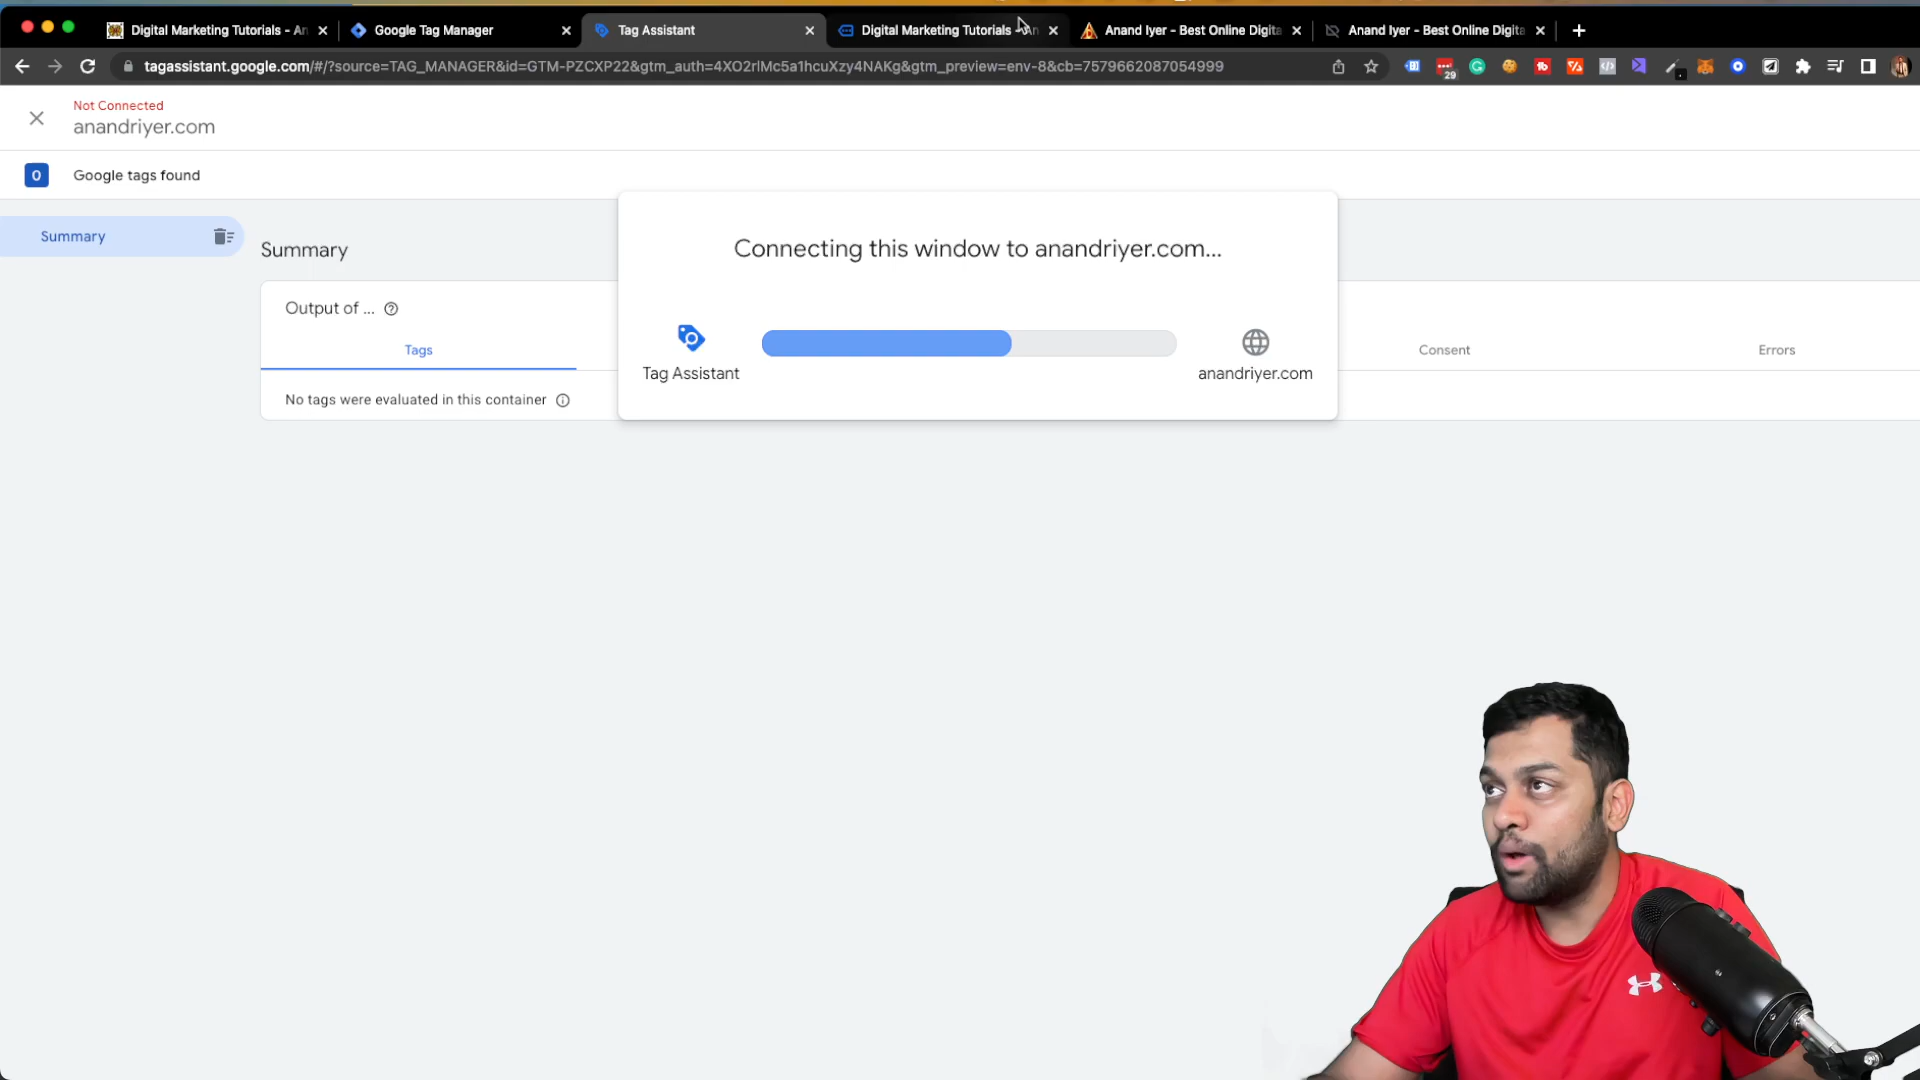 Digital Marketing Tutorials - An
Google Tag Manager
Tag Assistant
Digital Marketing Tutorials - An
Anand Iyer - Best Online Digita
Anand Iyer - Best Online Digita
tagassistant.google.com/#/?source=TAG_MANAGER&id=GTM-PZCXP22&gtm_auth=4XO2rlMc5a1hcuXzy4NAKg&gtm_preview=env-8&cb=7579662087054999
29
Not Connected
anandriyer.com
0
Google tags found
Summary
Summary
Connecting this window to anandriyer.com...
Output of ...
Tags
Consent
Errors
Tag Assistant
anandriyer.com
No tags were evaluated in this container